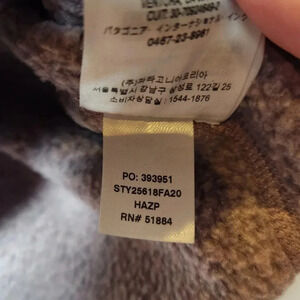 パタゴニア・インターナショナル・インク
0467-23-8961
(주)파타고니아코리아
서울특별시 강남구 삼성로 122길 25
소비자상담실 : 1544-1876
PO: 393951
STY25618FA20
HAZP
RN# 51884